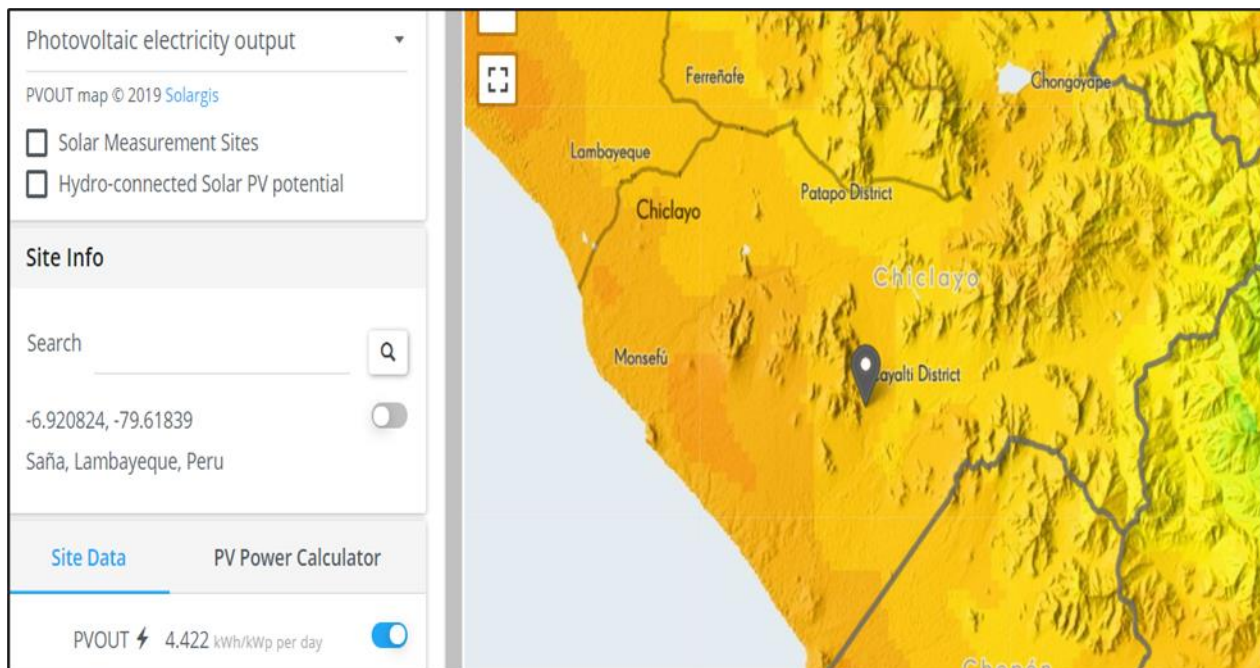 Photovoltaic electricity output
PVOUT map © 2019 Solargis
Solar Measurement Sites
Hydro-connected Solar PV potential
Site Info
Search
-6.920824, -79.61839
Saña, Lambayeque, Peru
Site Data PV Power Calculator
PVOUT 4.422 kWh/kWp per day
Ferreñafe
Chongoyape
Lambayeque
Patapo District
Chiclayo
Chiclayo
Monsefú
District